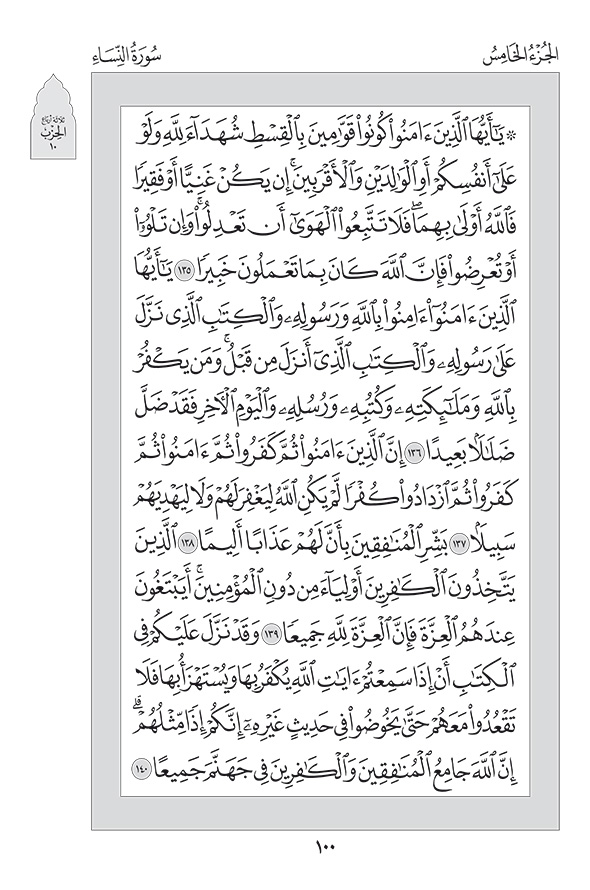 الجُزْءُ الخَامِسُ
سُورَةُ النِّسَاءِ
ثلاثة أرباع
الحزب
١٠
۞ يَٰٓأَيُّهَا ٱلَّذِينَ ءَامَنُوا۟ كُونُوا۟ قَوَّٰمِينَ بِٱلْقِسْطِ شُهَدَآءَ لِلَّهِ وَلَوْ
عَلَىٰٓ أَنفُسِكُمْ أَوِ ٱلْوَٰلِدَيْنِ وَٱلْأَقْرَبِينَ ۚ إِن يَكُنْ غَنِيًّا أَوْ فَقِيرًا
فَٱللَّهُ أَوْلَىٰ بِهِمَا ۖ فَلَا تَتَّبِعُوا۟ ٱلْهَوَىٰٓ أَن تَعْدِلُوا۟ ۚ وَإِن تَلْوُۥٓا۟
أَوْ تُعْرِضُوا۟ فَإِنَّ ٱللَّهَ كَانَ بِمَا تَعْمَلُونَ خَبِيرًا ١٣٥ يَٰٓأَيُّهَا
ٱلَّذِينَ ءَامَنُوٓا۟ ءَامِنُوا۟ بِٱللَّهِ وَرَسُولِهِۦ وَٱلْكِتَٰبِ ٱلَّذِى نَزَّلَ
عَلَىٰ رَسُولِهِۦ وَٱلْكِتَٰبِ ٱلَّذِىٓ أَنزَلَ مِن قَبْلُ ۚ وَمَن يَكْفُرْ
بِٱللَّهِ وَمَلَٰٓئِكَتِهِۦ وَكُتُبِهِۦ وَرُسُلِهِۦ وَٱلْيَوْمِ ٱلْءَاخِرِ فَقَدْ ضَلَّ
ضَلَٰلًۢا بَعِيدًا ١٣٦ إِنَّ ٱلَّذِينَ ءَامَنُوا۟ ثُمَّ كَفَرُوا۟ ثُمَّ ءَامَنُوا۟ ثُمَّ
كَفَرُوا۟ ثُمَّ ٱزْدَادُوا۟ كُفْرًا لَّمْ يَكُنِ ٱللَّهُ لِيَغْفِرَ لَهُمْ وَلَا لِيَهْدِيَهُمْ
سَبِيلًۢا ١٣٧ بَشِّرِ ٱلْمُنَٰفِقِينَ بِأَنَّ لَهُمْ عَذَابًا أَلِيمًا ١٣٨ ٱلَّذِينَ
يَتَّخِذُونَ ٱلْكَٰفِرِينَ أَوْلِيَآءَ مِن دُونِ ٱلْمُؤْمِنِينَ ۚ أَيَبْتَغُونَ
عِندَهُمُ ٱلْعِزَّةَ فَإِنَّ ٱلْعِزَّةَ لِلَّهِ جَمِيعًا ١٣٩ وَقَدْ نَزَّلَ عَلَيْكُمْ فِى
ٱلْكِتَٰبِ أَنْ إِذَا سَمِعْتُمْ ءَايَٰتِ ٱللَّهِ يُكْفَرُ بِهَا وَيُسْتَهْزَأُ بِهَا فَلَا
تَقْعُدُوا۟ مَعَهُمْ حَتَّىٰ يَخُوضُوا۟ فِى حَدِيثٍ غَيْرِهِۦٓ ۚ إِنَّكُمْ إِذًا مِّثْلُهُمْ ۗ
إِنَّ ٱللَّهَ جَامِعُ ٱلْمُنَٰفِقِينَ وَٱلْكَٰفِرِينَ فِى جَهَنَّمَ جَمِيعًا ١٤٠
١٠٠